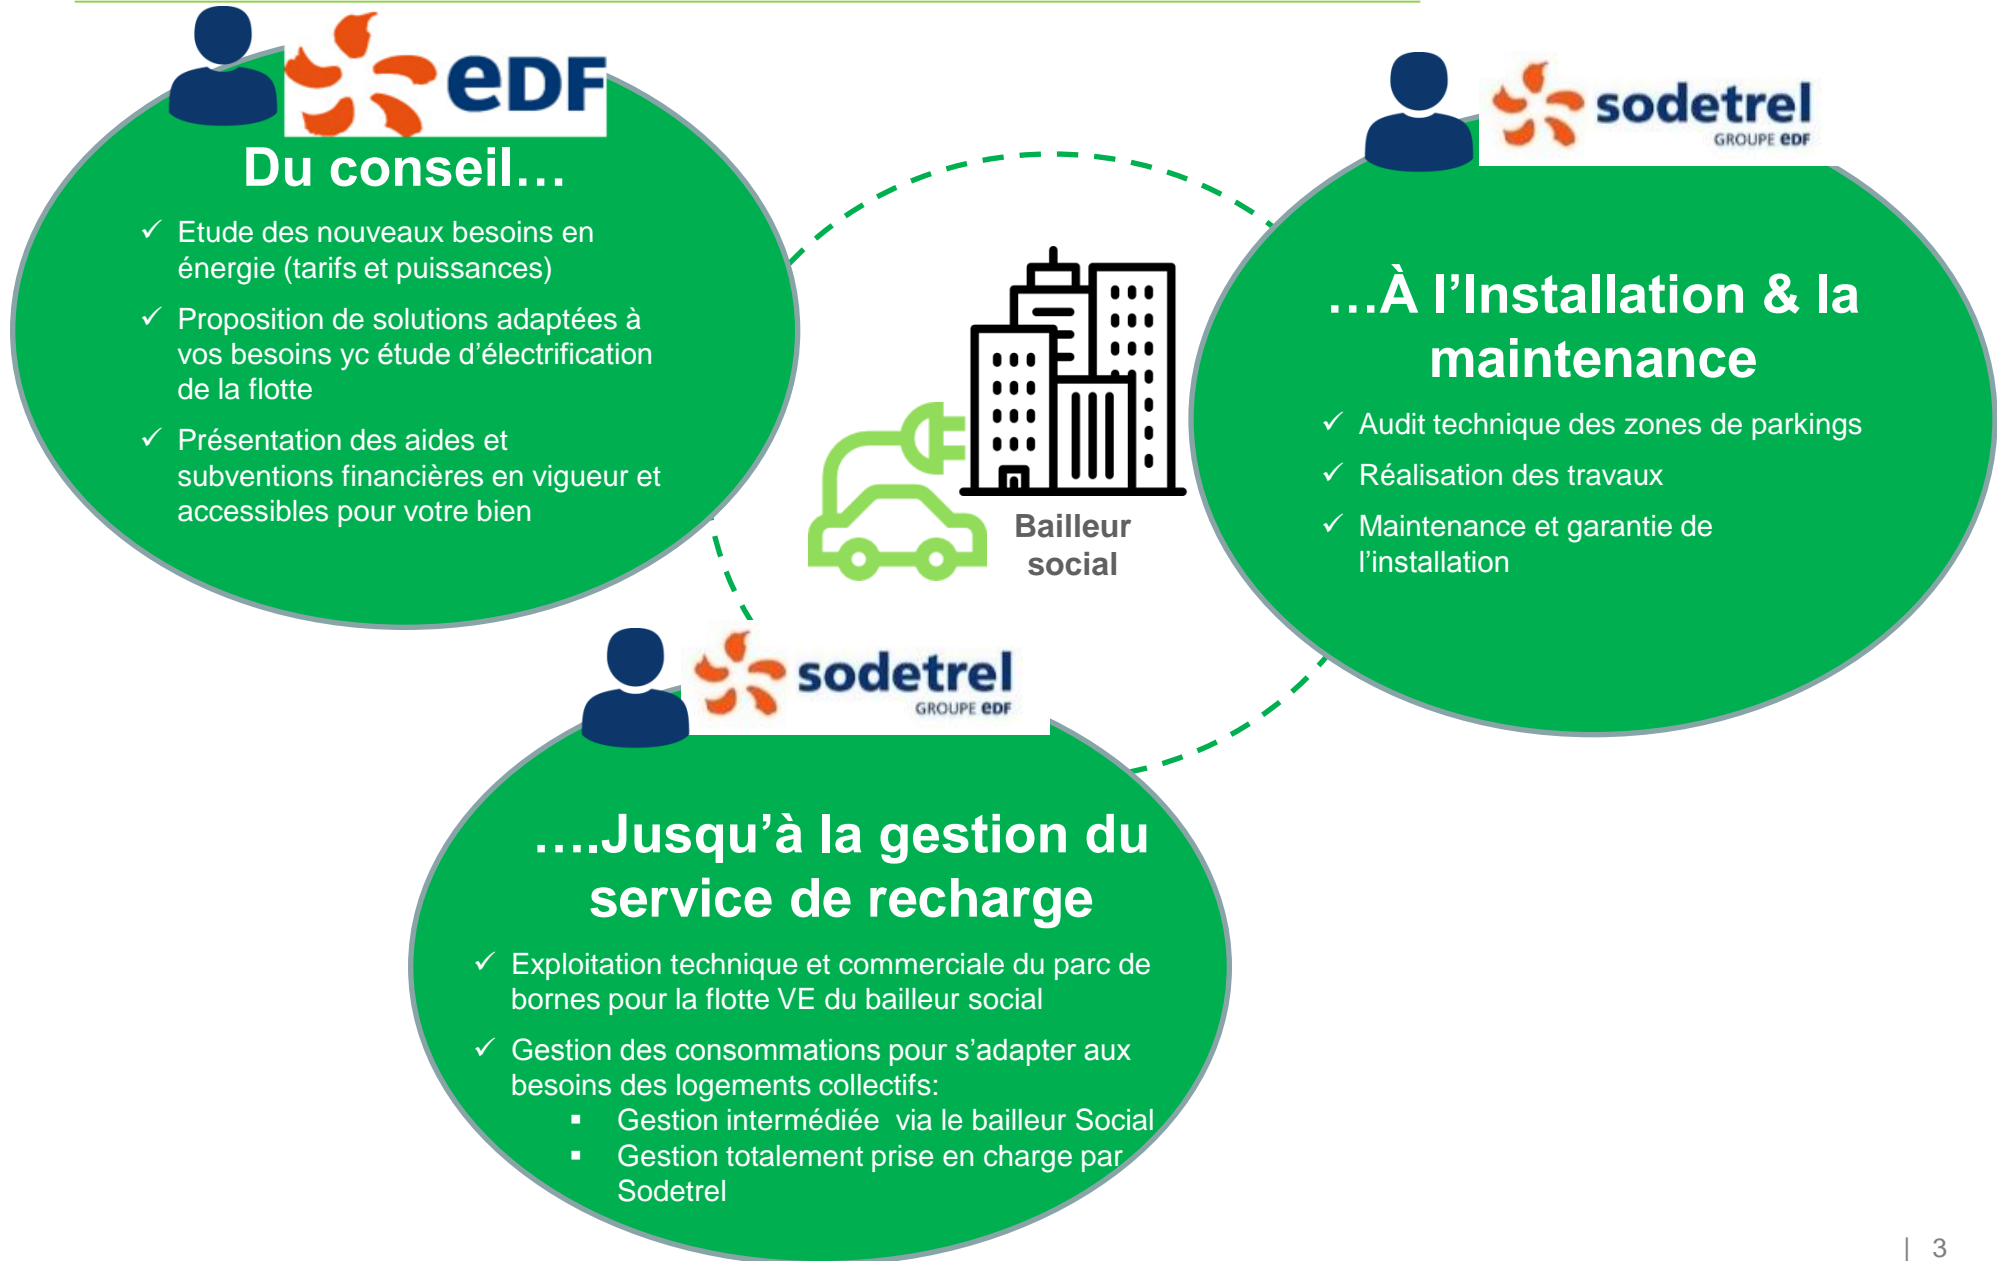 eDF
Du conseil…
✓ Etude des nouveaux besoins en
énergie (tarifs et puissances)
✓ Proposition de solutions adaptées à
vos besoins yc étude d’électrification
de la flotte
✓ Présentation des aides et
subventions financières en vigueur et
accessibles pour votre bien
sodetrel
GROUPE eDF
…À l’Installation & la
maintenance
✓ Audit technique des zones de parkings
✓ Réalisation des travaux
✓ Maintenance et garantie de
l’installation
Bailleur
social
sodetrel
GROUPE eDF
….Jusqu’à la gestion du
service de recharge
✓ Exploitation technique et commerciale du parc de
bornes pour la flotte VE du bailleur social
✓ Gestion des consommations pour s’adapter aux
besoins des logements collectifs:
▪ Gestion intermédiée via le bailleur Social
▪ Gestion totalement prise en charge par
Sodetrel
| 3